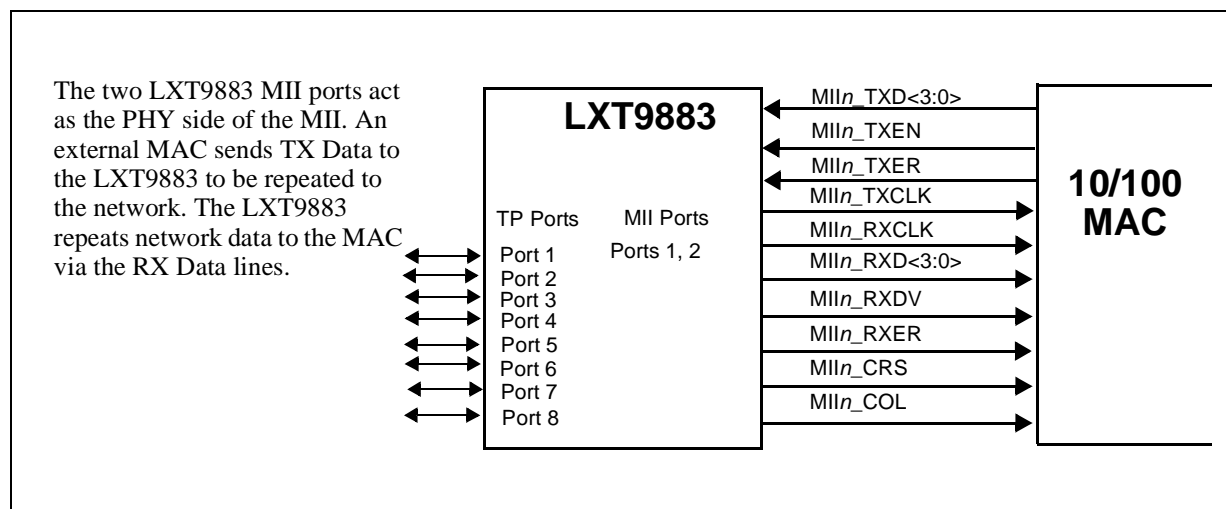 The two LXT9883 MII ports act
as the PHY side of the MII. An
external MAC sends TX Data to
the LXT9883 to be repeated to
the network. The LXT9883
repeats network data to the MAC
via the RX Data lines.
LXT9883
TP Ports
MII Ports
Port 1
Ports 1, 2
Port 2
Port 3
Port 4
Port 5
Port 6
Port 7
Port 8
MIIn_TXD<3:0>
MIIn_TXEN
MIIn_TXER
MIIn_TXCLK
MIIn_RXCLK
MIIn_RXD<3:0>
MIIn_RXDV
MIIn_RXER
MIIn_CRS
MIIn_COL
10/100
MAC